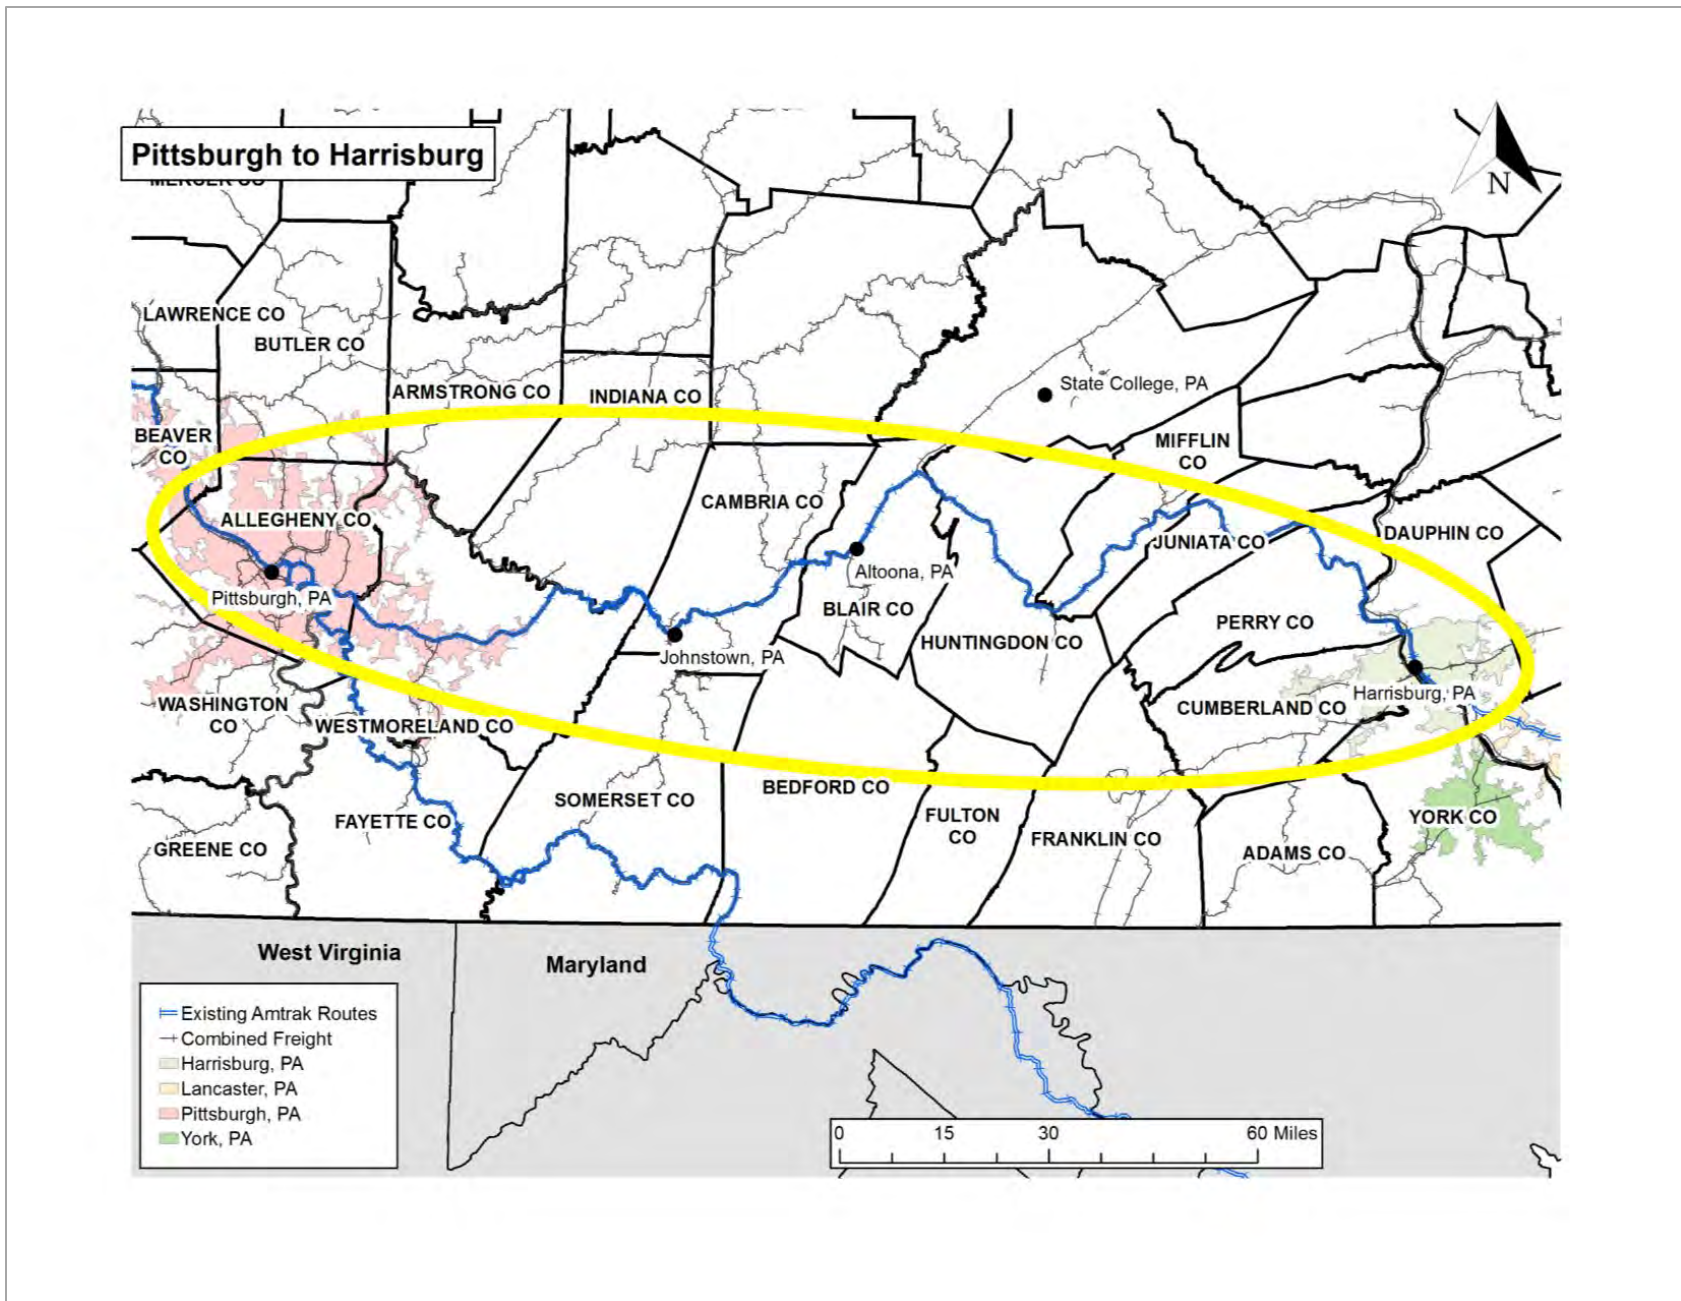 Pittsburgh to Harrisburg
MERCER CO
N
LAWRENCE CO
BUTLER CO
ARMSTRONG CO
INDIANA CO
State College, PA
BEAVER
CO
MIFFLIN
CO
CAMBRIA CO
ALLEGHENY CO
JUNIATA CO
DAUPHIN CO
Altoona, PA
Pittsburgh, PA
BLAIR CO
PERRY CO
HUNTINGDON CO
Johnstown, PA
Harrisburg, PA
WASHINGTON
CO
CUMBERLAND CO
WESTMORELAND CO
BEDFORD CO
SOMERSET CO
FAYETTE CO
FULTON
CO
YORK CO
FRANKLIN CO
GREENE CO
ADAMS CO
West Virginia
Maryland
Existing Amtrak Routes
Combined Freight
Harrisburg, PA
Lancaster, PA
Pittsburgh, PA
York, PA
0 15 30 60 Miles